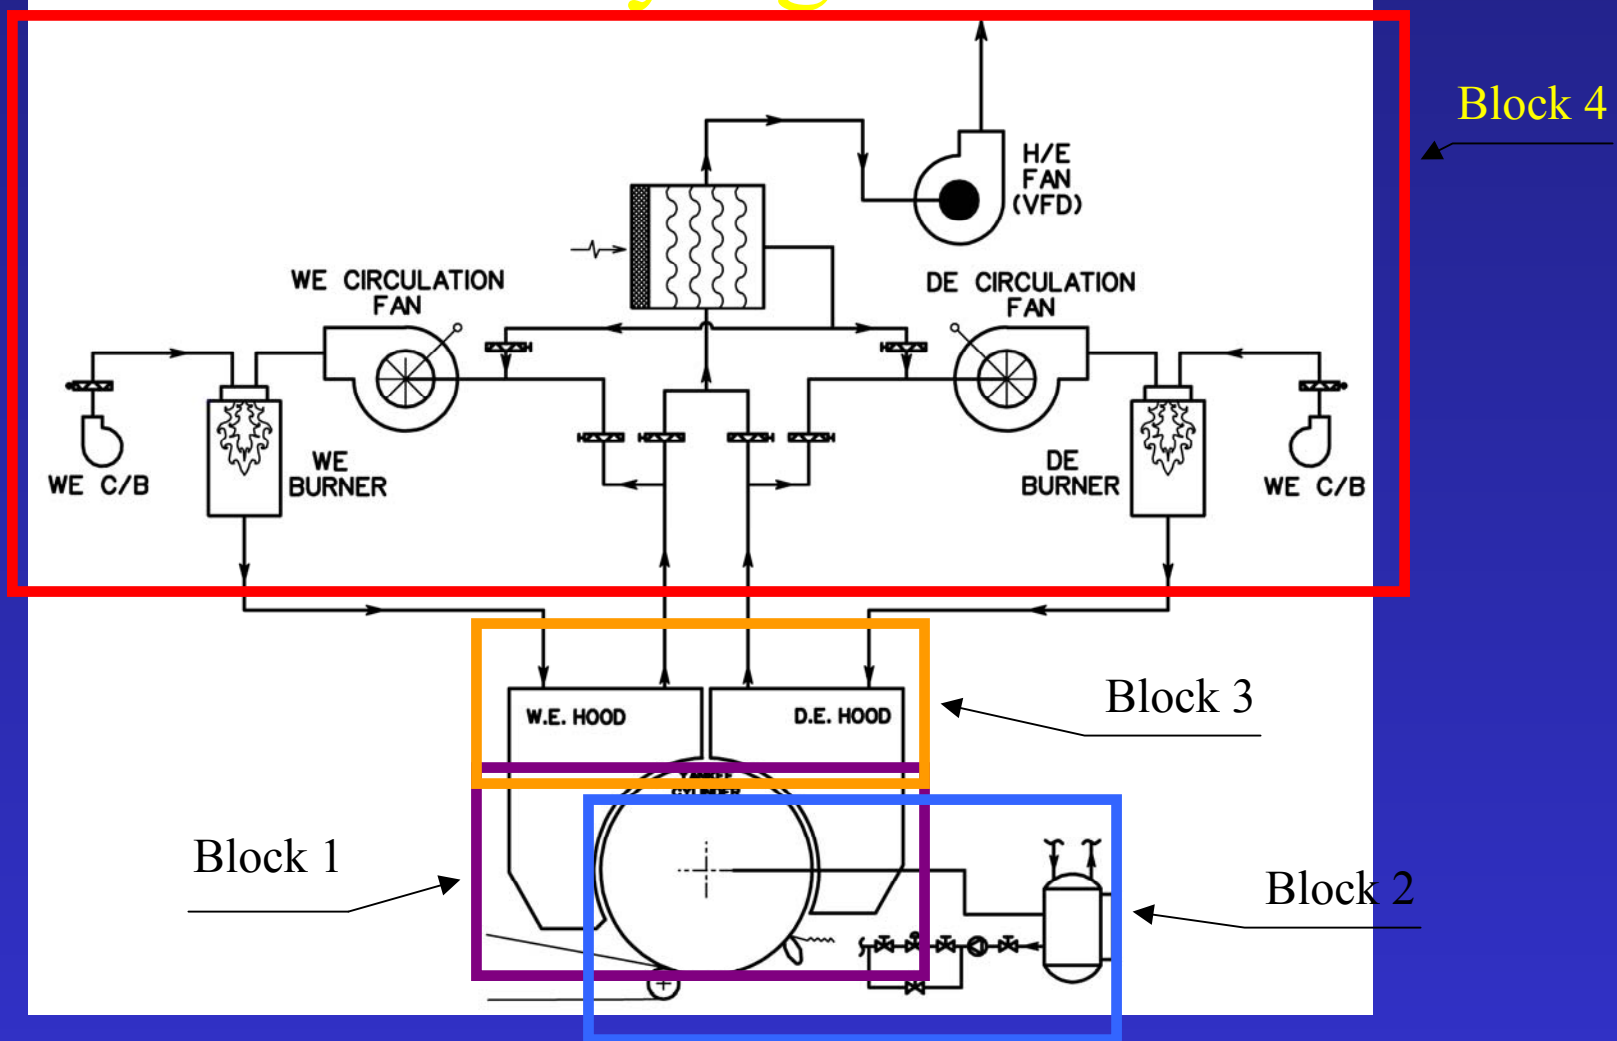 Block 4
H/E
FAN
(VFD)
WE CIRCULATION
FAN
DE CIRCULATION
FAN
WE
BURNER
DE
BURNER
WE C/B
WE C/B
W.E. HOOD
D.E. HOOD
Block 3
CYLINDER
Block 1
Block 2